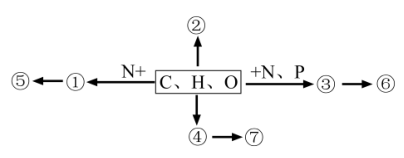 ②
⑤ ① N+ C、H、O +N、P ③ ⑥
④ ⑦